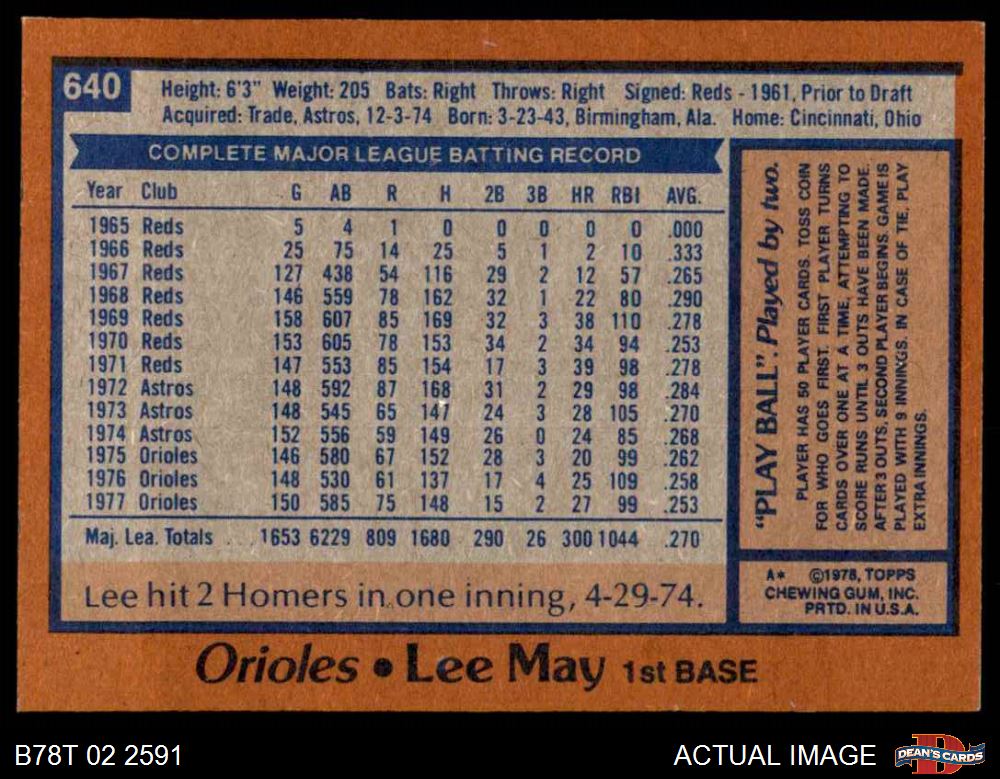 640
Height: 6'3" Weight: 205 Bats: Right Throws: Right Signed: Reds - 1961, Prior to Draft
Acquired: Trade, Astros, 12-3-74 Born: 3-23-43, Birmingham, Ala. Home: Cincinnati, Ohio
COMPLETE MAJOR LEAGUE BATTING RECORD
Year Club G AB R H 2B 3B HR RBI AVG.
1965 Reds 5 4 1 0 0 0 0 0 .000
1966 Reds 25 75 14 25 5 1 2 10 .333
1967 Reds 127 438 54 116 29 2 12 57 .265
1968 Reds 146 559 78 162 32 1 22 80 .290
1969 Reds 158 607 85 169 32 3 38 110 .278
1970 Reds 153 605 78 153 34 2 34 94 .253
1971 Reds 147 553 85 154 17 3 39 98 .278
1972 Astros 148 592 87 168 31 2 29 98 .284
1973 Astros 148 545 65 147 24 3 28 105 .270
1974 Astros 152 556 59 149 26 0 24 85 .268
1975 Orioles 146 580 67 152 28 3 20 99 .262
1976 Orioles 148 530 61 137 17 4 25 109 .258
1977 Orioles 150 585 75 148 15 2 27 99 .253
Maj. Lea. Totals . . . 1653 6229 809 1680 290 26 300 1044 .270
Lee hit 2 Homers in one inning, 4-29-74.
"PLAY BALL". Played by two.
PLAYER HAS 50 PLAYER CARDS. TOSS COIN
FOR WHO GOES FIRST. FIRST PLAYER TURNS
CARDS OVER ONE AT A TIME, ATTEMPTING TO
SCORE RUNS UNTIL 3 OUTS HAVE BEEN MADE.
AFTER 3 OUTS, SECOND PLAYER BEGINS. GAME IS
PLAYED WITH 9 INNINGS. IN CASE OF TIE, PLAY
EXTRA INNINGS.
A* ©1978, TOPPS
CHEWING GUM, INC.
PRTD. IN U.S.A.
Orioles • Lee May 1st BASE
B78T 02 2591
ACTUAL IMAGE
DEAN'S CARDS